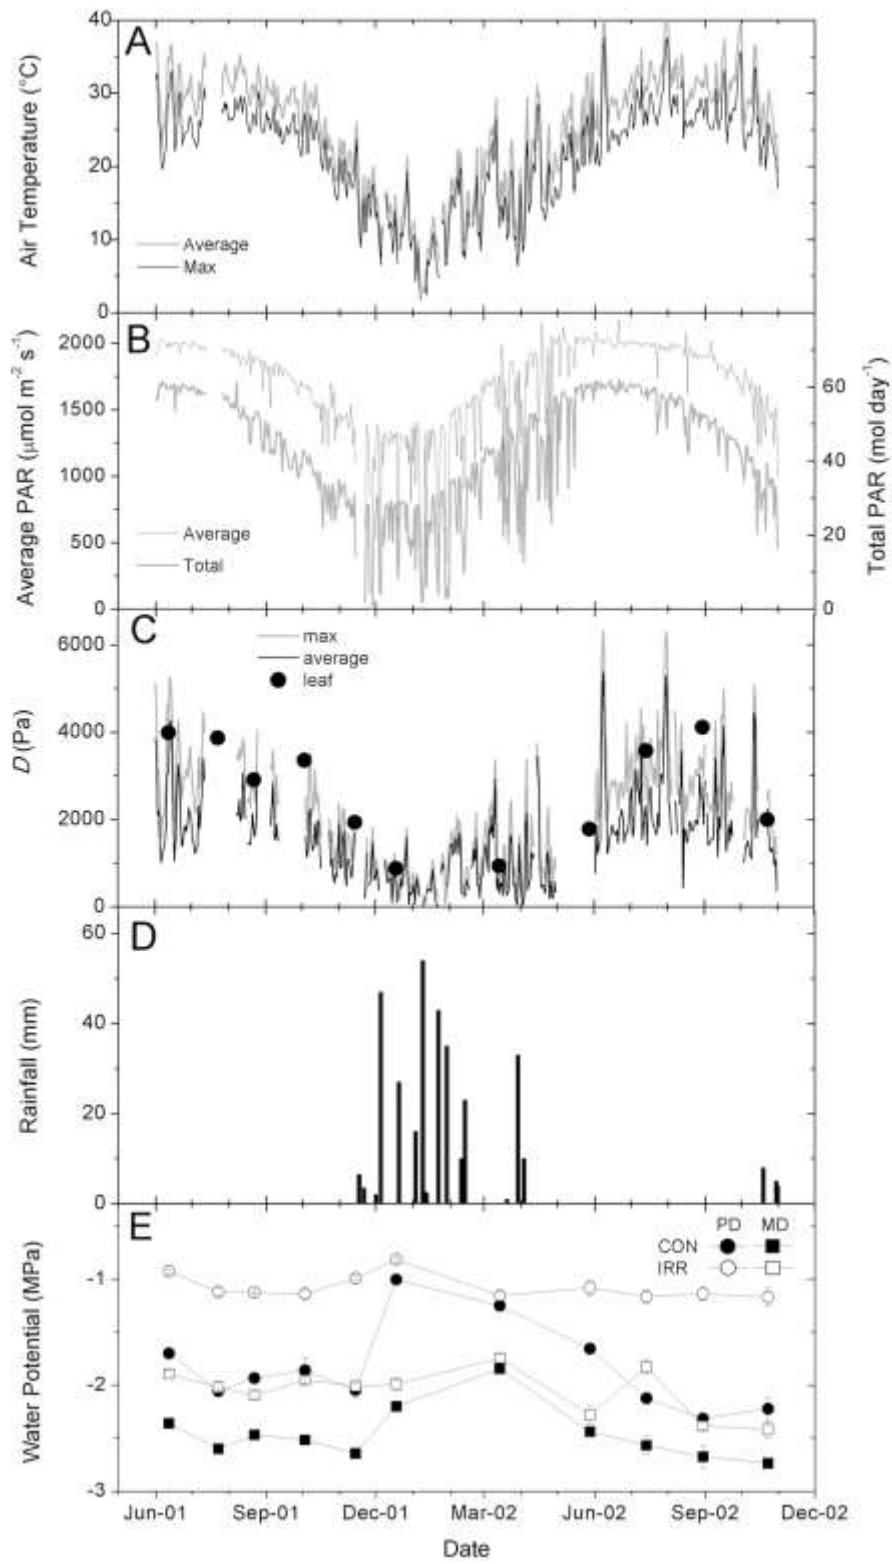 A
Air Temperature (°C)
40
30
20
10
0
Average
Max
B
Average PAR (μmol m-2 s-1)
2000
1500
1000
500
0
Average
Total
60
40
20
0
Total PAR (mol day-1)
C
D (Pa)
6000
4000
2000
0
max
average
leaf
D
Rainfall (mm)
60
40
20
0
E
Water Potential (MPa)
-1
-2
-3
PD MD
CON
IRR
Jun-01 Sep-01 Dec-01 Mar-02 Jun-02 Sep-02 Dec-02
Date